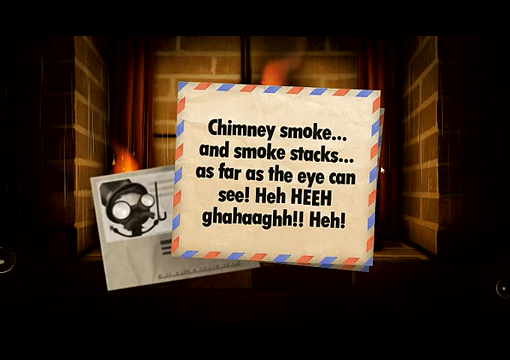 Chimney smoke...
and smoke stacks...
as far as the eye can
see! Heh HEEH
ghahaaghh!! Heh!